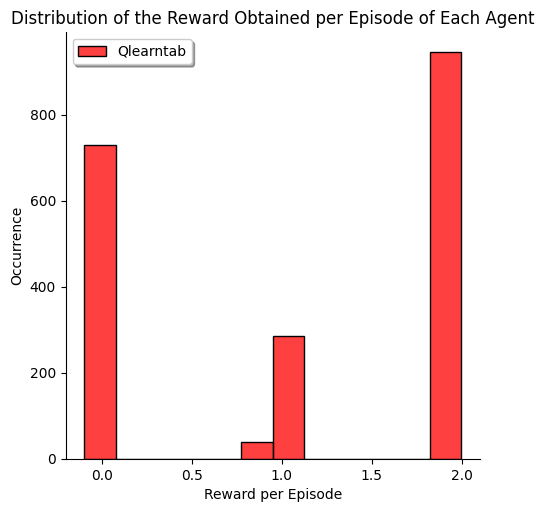 Distribution of the Reward Obtained per Episode of Each Agent
Qlearntab
800
600
400
200
0
Occurrence
0.0 0.5 1.0 1.5 2.0
Reward per Episode